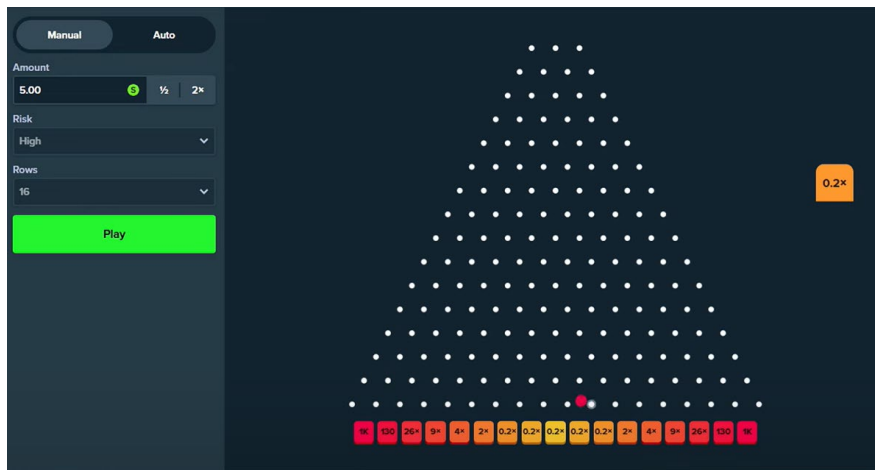 Manual Auto
Amount
5.00 S ½ 2×
Risk
High
Rows
16
Play
0.2×
1K 130 26× 9× 4× 2× 0.2× 0.2× 0.2× 0.2× 0.2× 2× 4× 9× 26× 130 1K